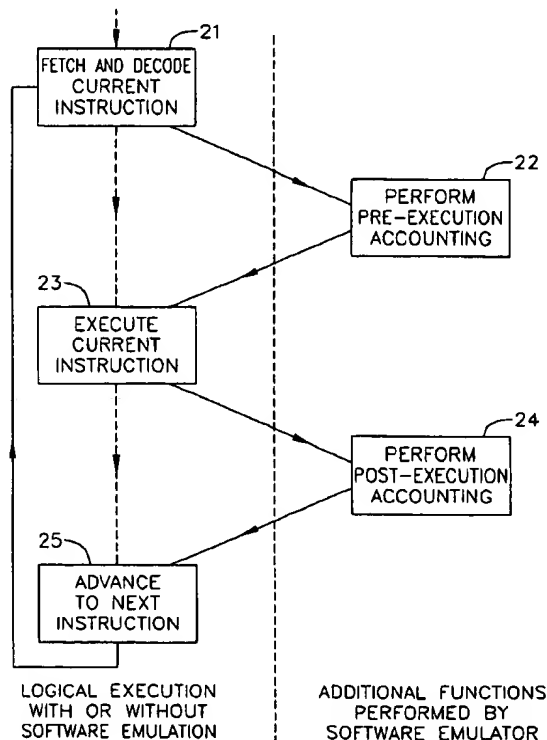 21
FETCH AND DECODE
CURRENT
INSTRUCTION
22
PERFORM
PRE-EXECUTION
ACCOUNTING
23
EXECUTE
CURRENT
INSTRUCTION
24
PERFORM
POST-EXECUTION
ACCOUNTING
25
ADVANCE
TO NEXT
INSTRUCTION
LOGICAL EXECUTION
WITH OR WITHOUT
SOFTWARE EMULATION
ADDITIONAL FUNCTIONS
PERFORMED BY
SOFTWARE EMULATOR